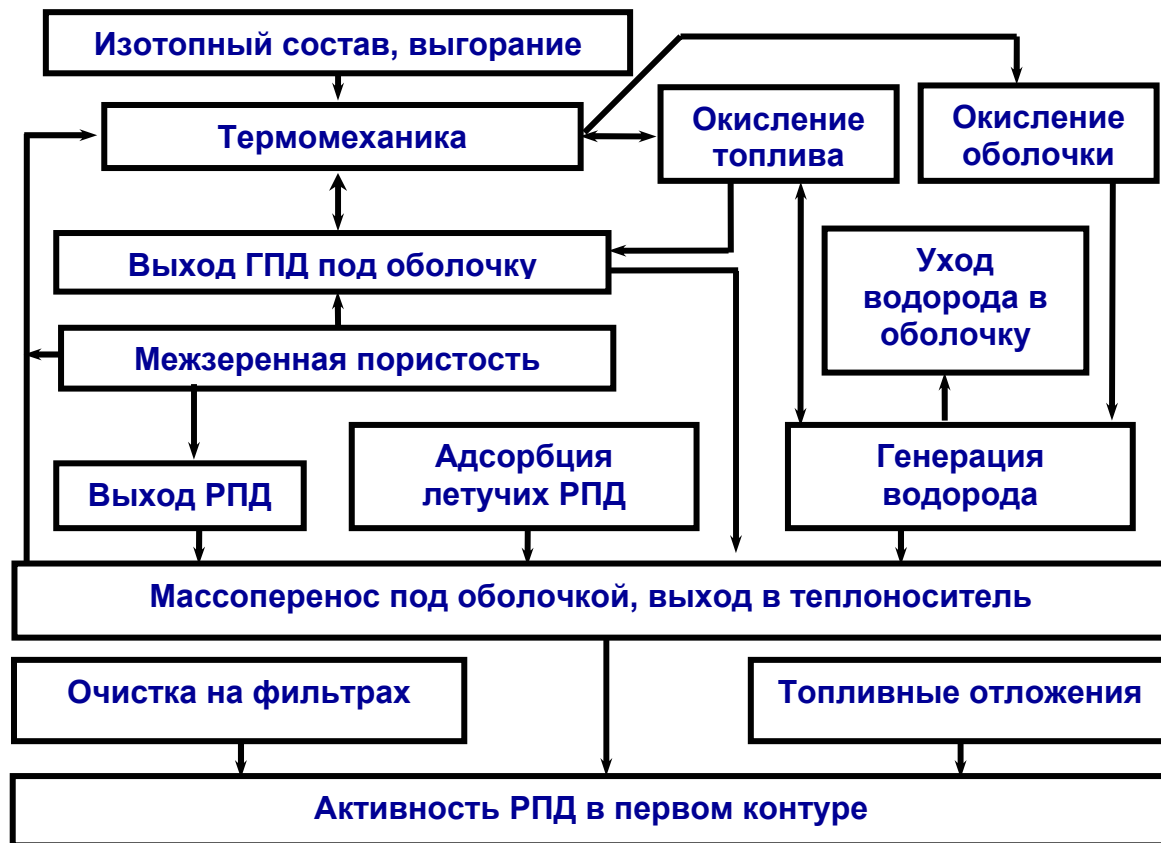 Изотопный состав, выгорание
Термомеханика
Окисление
топлива
Окисление
оболочки
Выход ГПД под оболочку
Уход
водорода в
оболочку
Межзеренная пористость
Выход РПД
Адсорбция
летучих РПД
Генерация
водорода
Массоперенос под оболочкой, выход в теплоноситель
Очистка на фильтрах
Топливные отложения
Активность РПД в первом контуре